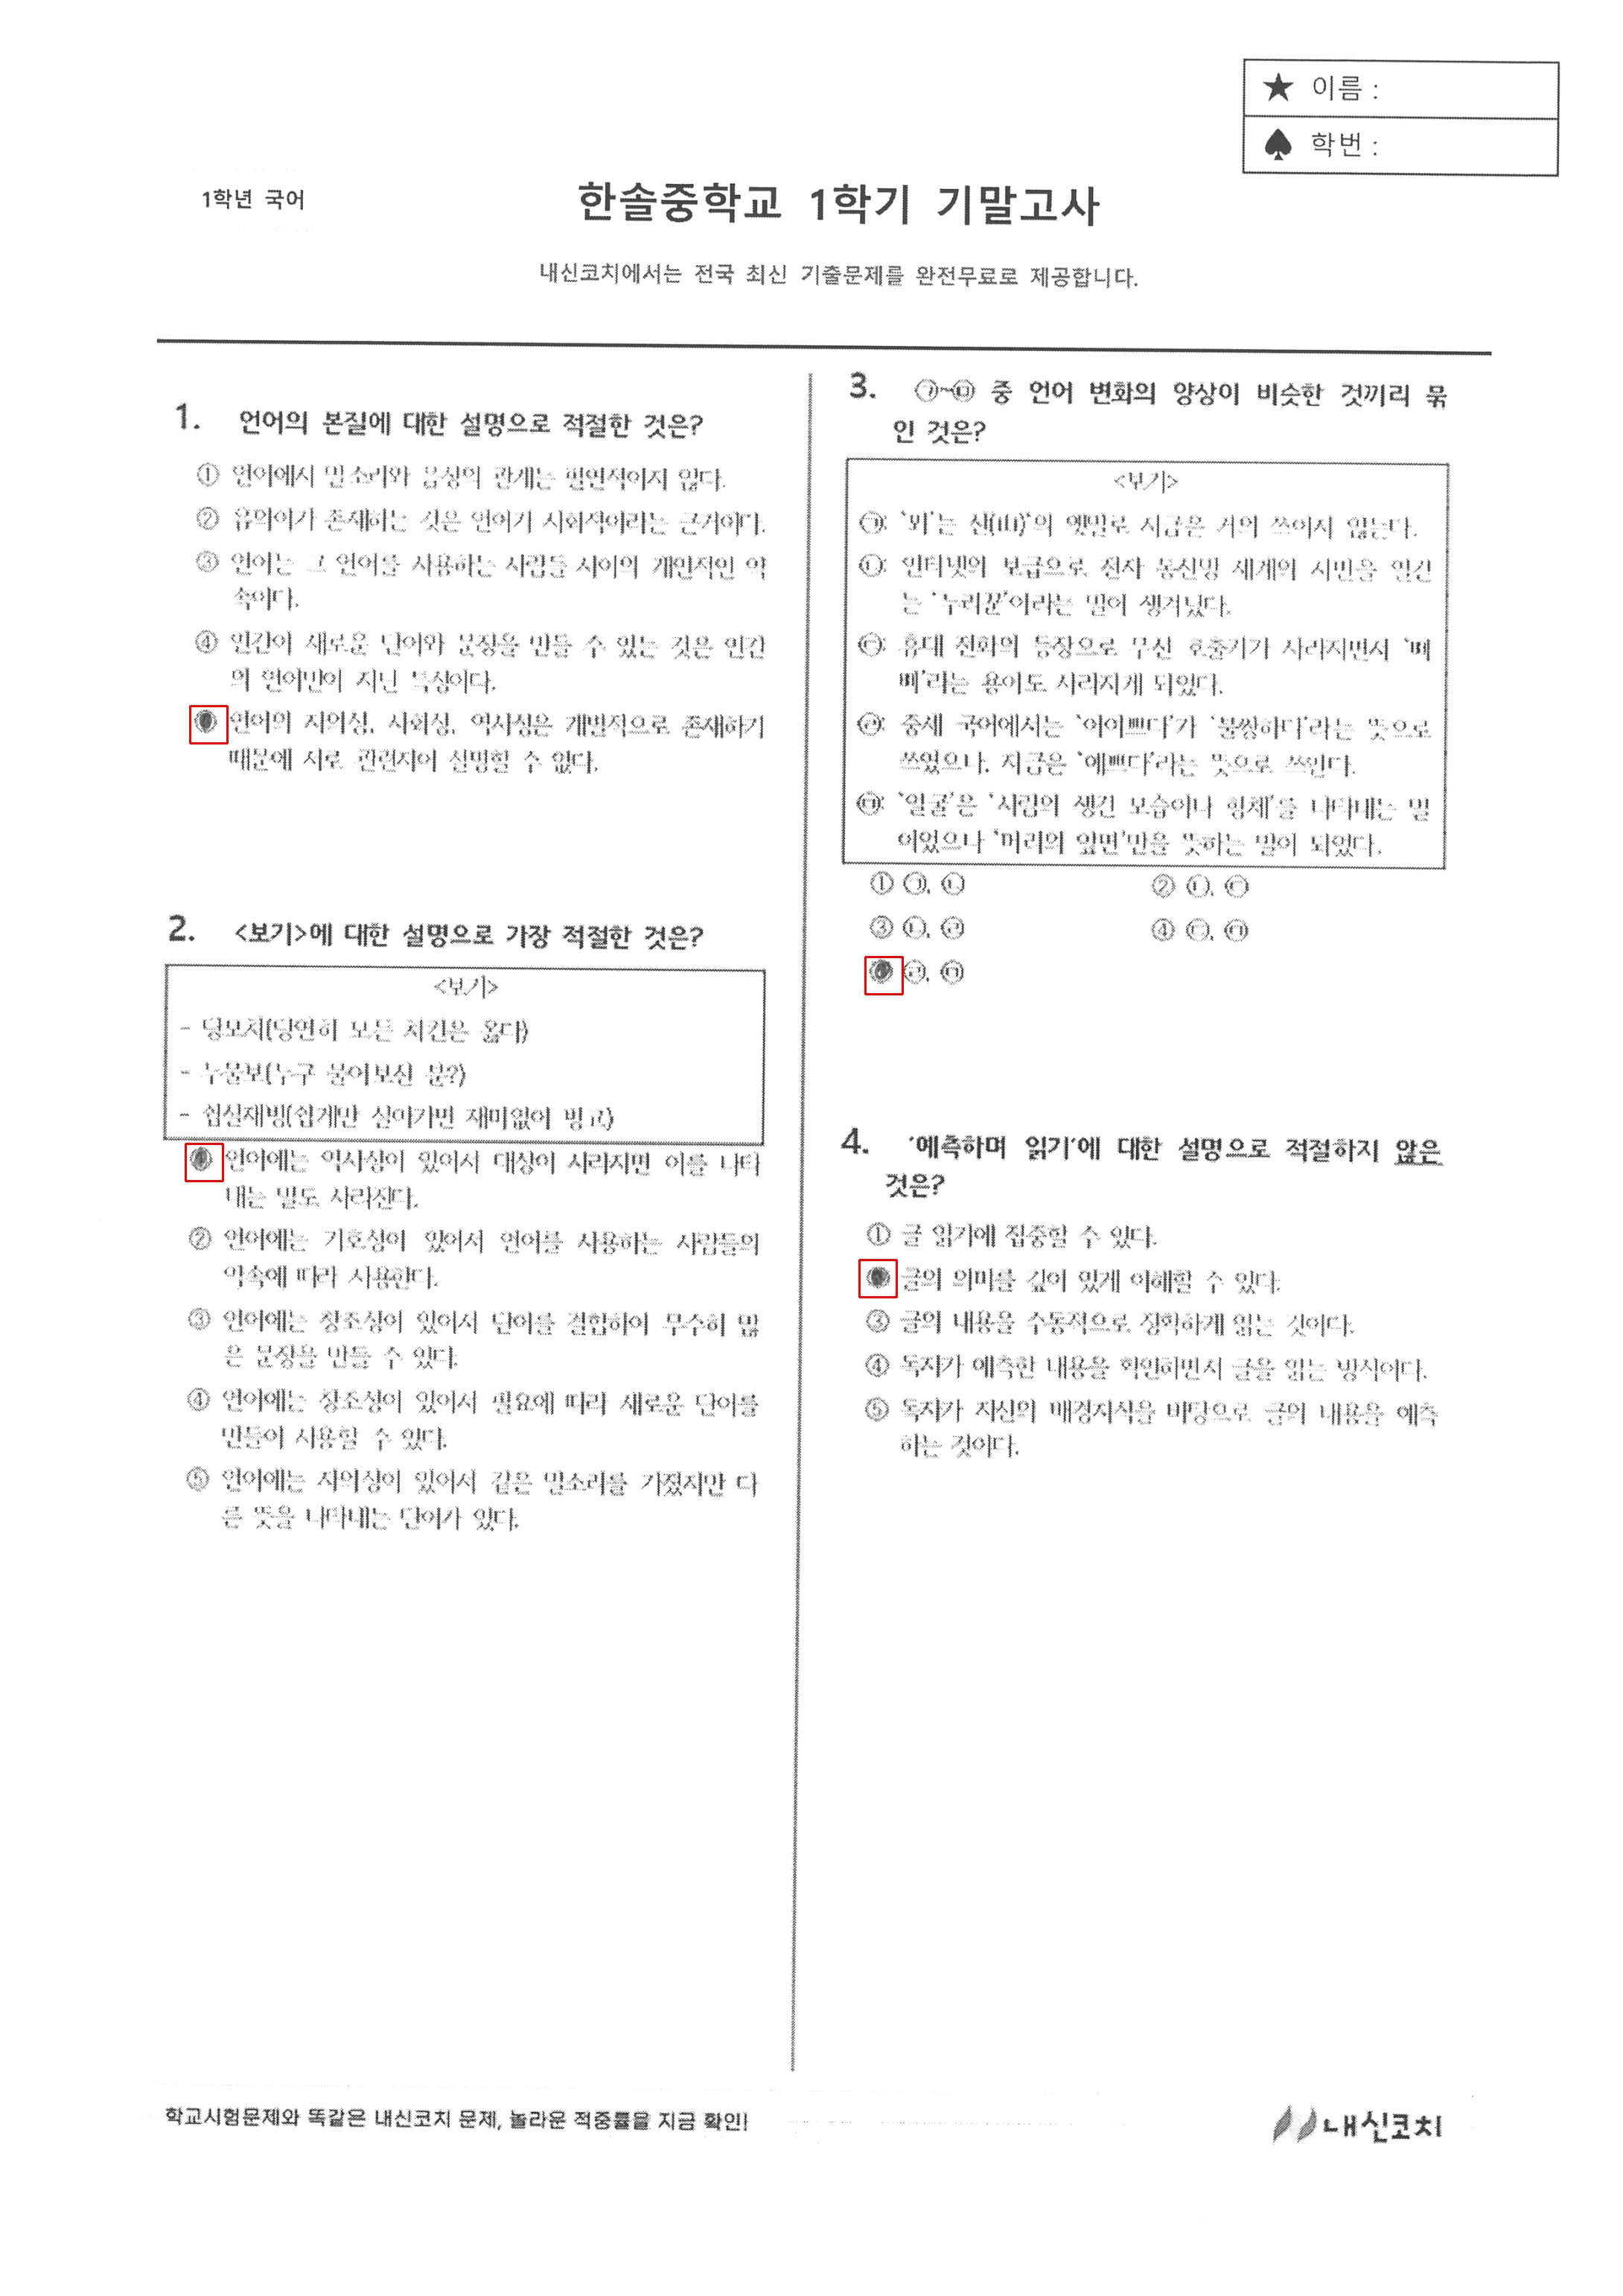 ★ 이름 :
♠ 학번 :
1학년 국어
한솔중학교 1학기 기말고사
내신코치에서는 전국 최신 기출문제를 완전무료로 제공합니다.
1. 언어의 본질에 대한 설명으로 적절한 것은?
① 언어에서 말소리와 음성의 관계는 필연적이지 않다.
② 유의어가 존재하는 것은 언어가 사회적이라는 근거이다.
③ 언어는 그 언어를 사용하는 사람들 사이의 개인적인 약
속이다.
④ 인간이 새로운 단어와 문장을 만들 수 있는 것은 인간
의 언어만이 지닌 특징이다.
언어의 자의성, 사회성, 역사성은 개별적으로 존재하기
때문에 서로 관련지어 설명할 수 없다.
2. <보기>에 대한 설명으로 가장 적절한 것은?
<보기>
- 당모치(당연히 모든 치킨은 옳다)
- 누물보(누구 물어보신 분?)
- 쉽살재빙(쉽게만 살아가면 재미없어 빙고)
언어에는 역사성이 있어서 대상이 사라지면 이를 나타
내는 말도 사라진다.
② 언어에는 기호성이 있어서 언어를 사용하는 사람들의
약속에 따라 사용한다.
③ 언어에는 창조성이 있어서 단어를 결합하여 무수히 많
은 문장을 만들 수 있다.
④ 언어에는 창조성이 있어서 필요에 따라 새로운 단어를
만들어 사용할 수 있다.
⑤ 언어에는 자의성이 있어서 같은 말소리를 가졌지만 다
른 뜻을 나타내는 단어가 있다.
3. ㉠~㉤ 중 언어 변화의 양상이 비슷한 것끼리 묶
인 것은?
<보기>
㉠: '뫼'는 산(山)'의 옛말로 지금은 거의 쓰이지 않는다.
㉡: 인터넷의 보급으로 전자 통신망 세계의 시민을 일컫
는 '누리꾼'이라는 말이 생겨났다.
㉢: 휴대 전화의 등장으로 무선 호출기가 사라지면서 '삐
삐'라는 용어도 사라지게 되었다.
㉣: 중세 국어에서는 '어여쁘다'가 '불쌍하다'라는 뜻으로
쓰였으나, 지금은 '예쁘다'라는 뜻으로 쓰인다.
㉤: '얼굴'은 '사람의 생긴 모습이나 형체'를 나타내는 말
이었으나 '머리의 앞면'만을 뜻하는 말이 되었다.
① ㉠, ㉡ ② ㉡, ㉢
③ ㉡, ㉣ ④ ㉢, ㉤
㉣, ㉤
4. '예측하며 읽기'에 대한 설명으로 적절하지 않은
것은?
① 글 읽기에 집중할 수 있다.
글의 의미를 깊이 있게 이해할 수 있다.
③ 글의 내용을 수동적으로 정확하게 읽는 것이다.
④ 독자가 예측한 내용을 확인하면서 글을 읽는 방식이다.
⑤ 독자가 자신의 배경지식을 바탕으로 글의 내용을 예측
하는 것이다.
학교시험문제와 똑같은 내신코치 문제, 놀라운 적중률을 지금 확인!
내신코치